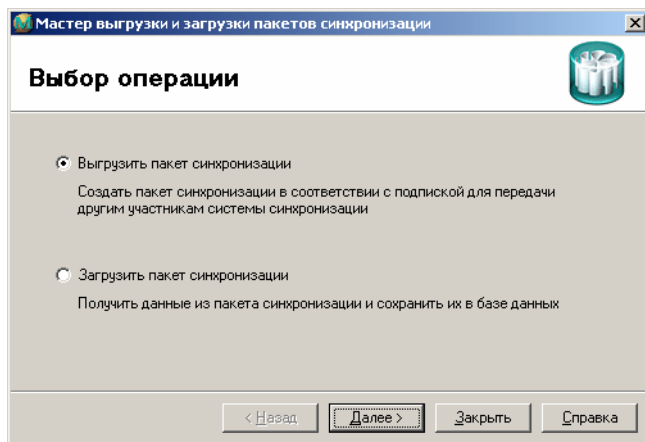 Мастер выгрузки и загрузки пакетов синхронизации
Выбор операции
Выгрузить пакет синхронизации
Создать пакет синхронизации в соответствии с подпиской для передачи
другим участникам системы синхронизации
Загрузить пакет синхронизации
Получить данные из пакета синхронизации и сохранить их в базе данных
< Назад
Далее >
Закрыть
Справка